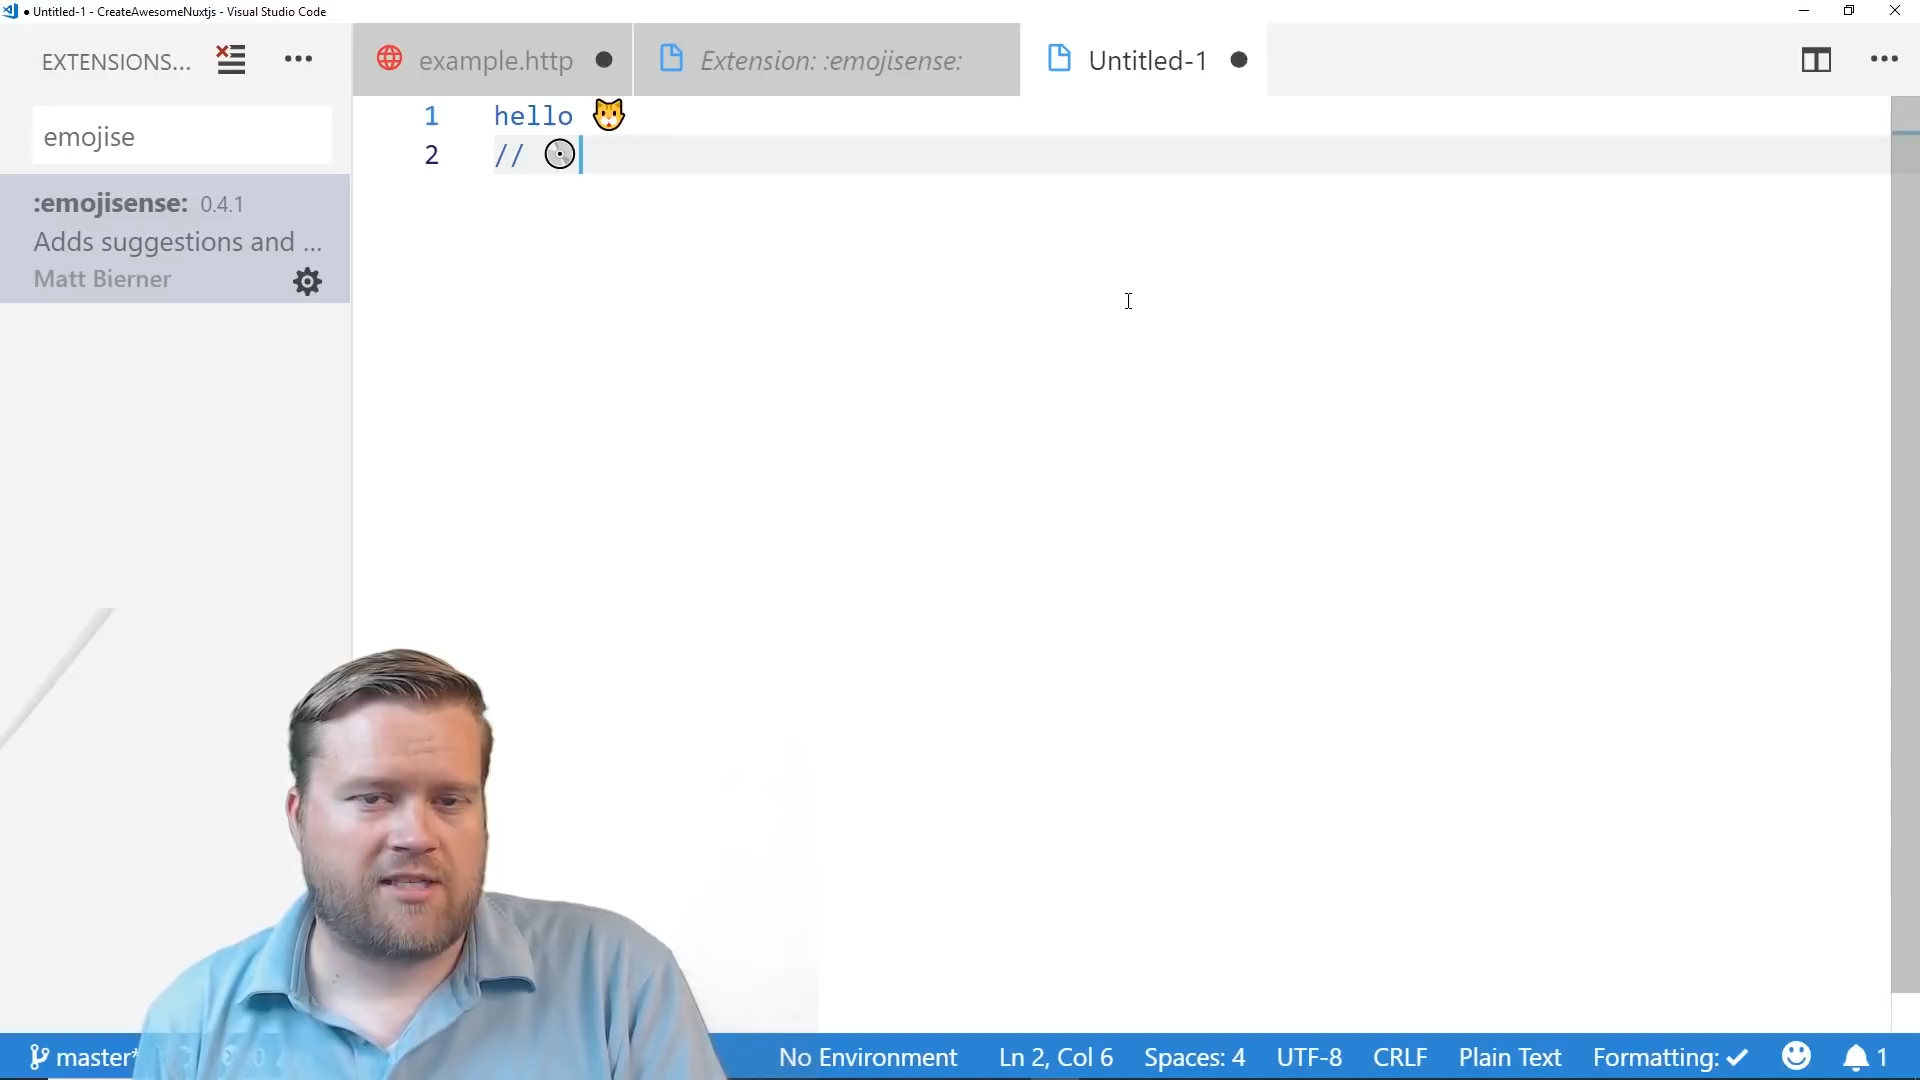 ● Untitled-1 - CreateAwesomeNuxtjs - Visual Studio Code
EXTENSIONS...
example.http
Extension: :emojisense:
Untitled-1
emojise
1 hello 🐱
2 // 💿
:emojisense: 0.4.1
Adds suggestions and ...
Matt Bierner
master*
No Environment
Ln 2, Col 6
Spaces: 4
UTF-8
CRLF
Plain Text
Formatting: ✓
1